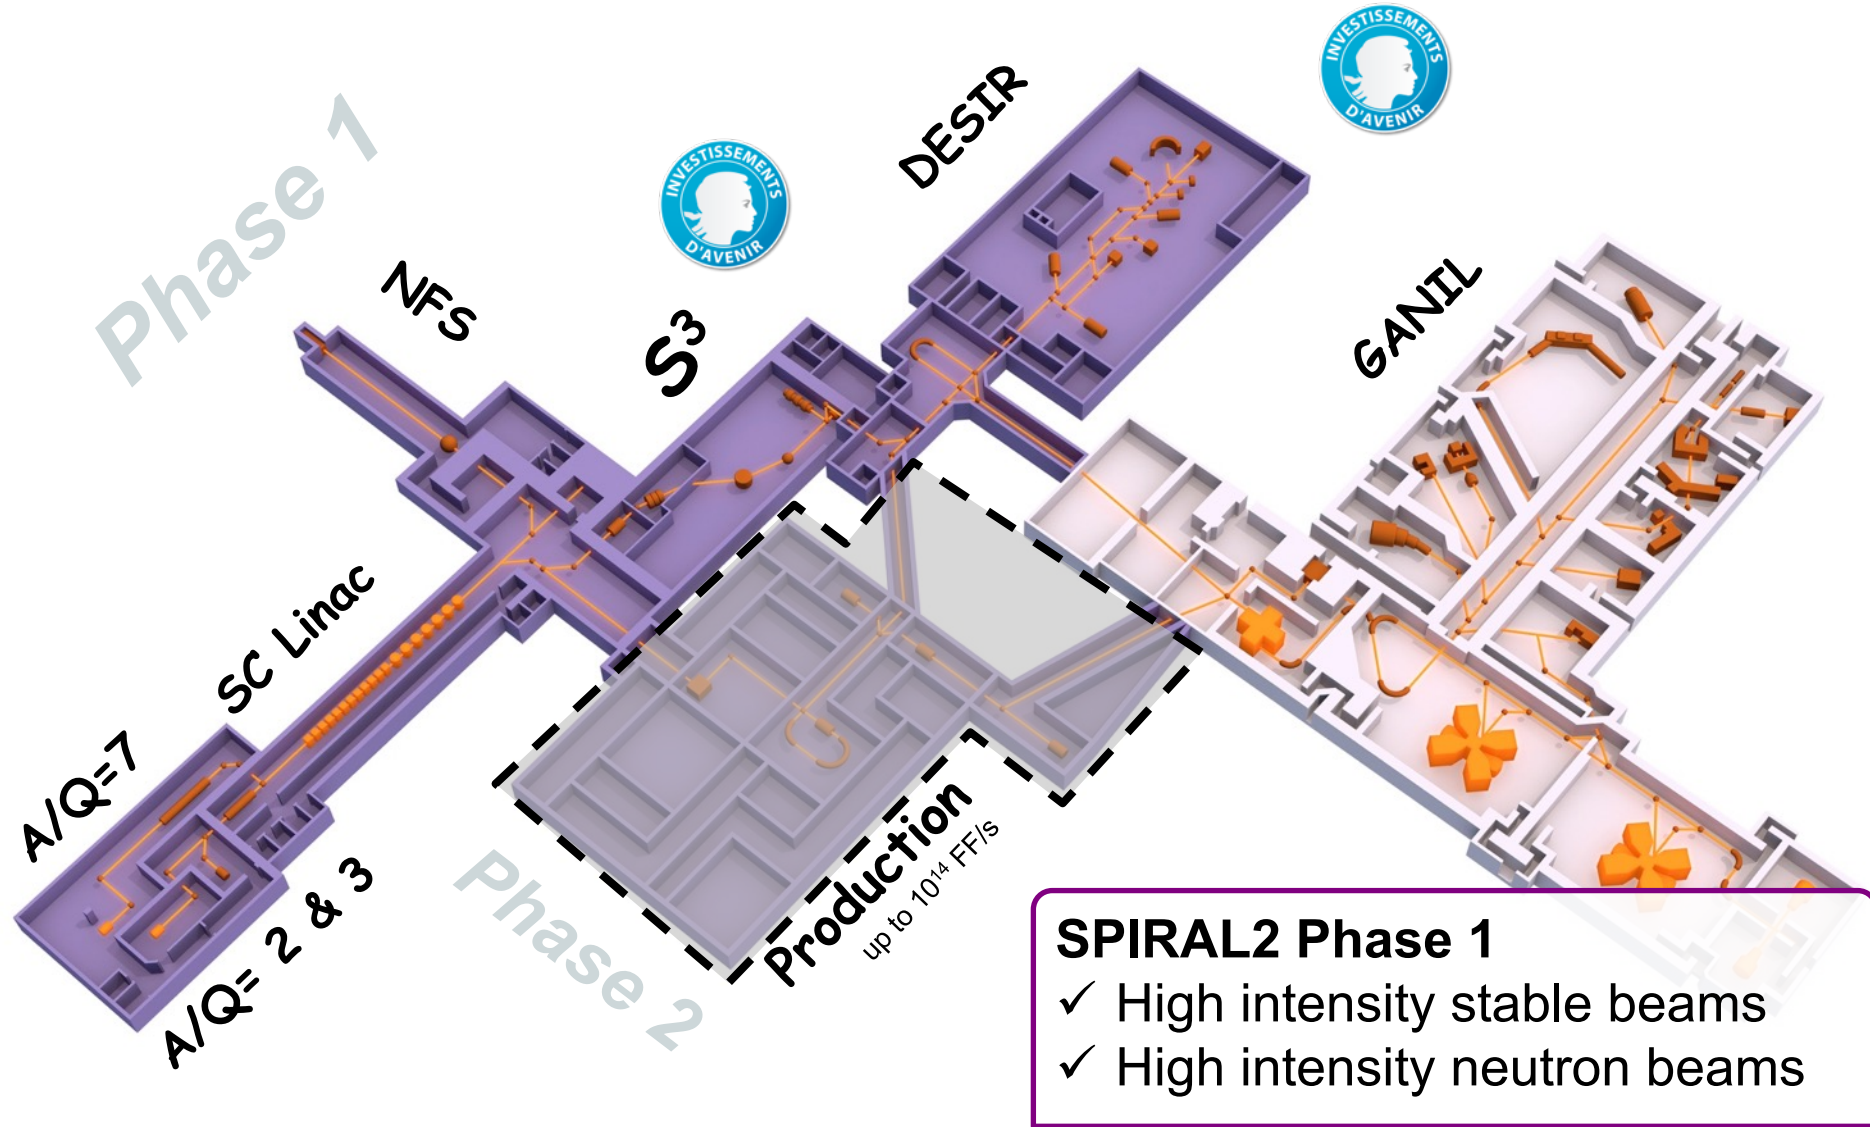 Phase 1
INVESTISSEMENTS
D'AVENIR
INVESTISSEMENTS
D'AVENIR
DESIR
NFS
S³
GANIL
SC Linac
A/Q=7
A/Q= 2 & 3
Phase 2
Production
up to 10¹⁴ FF/s
SPIRAL2 Phase 1
✓ High intensity stable beams
✓ High intensity neutron beams